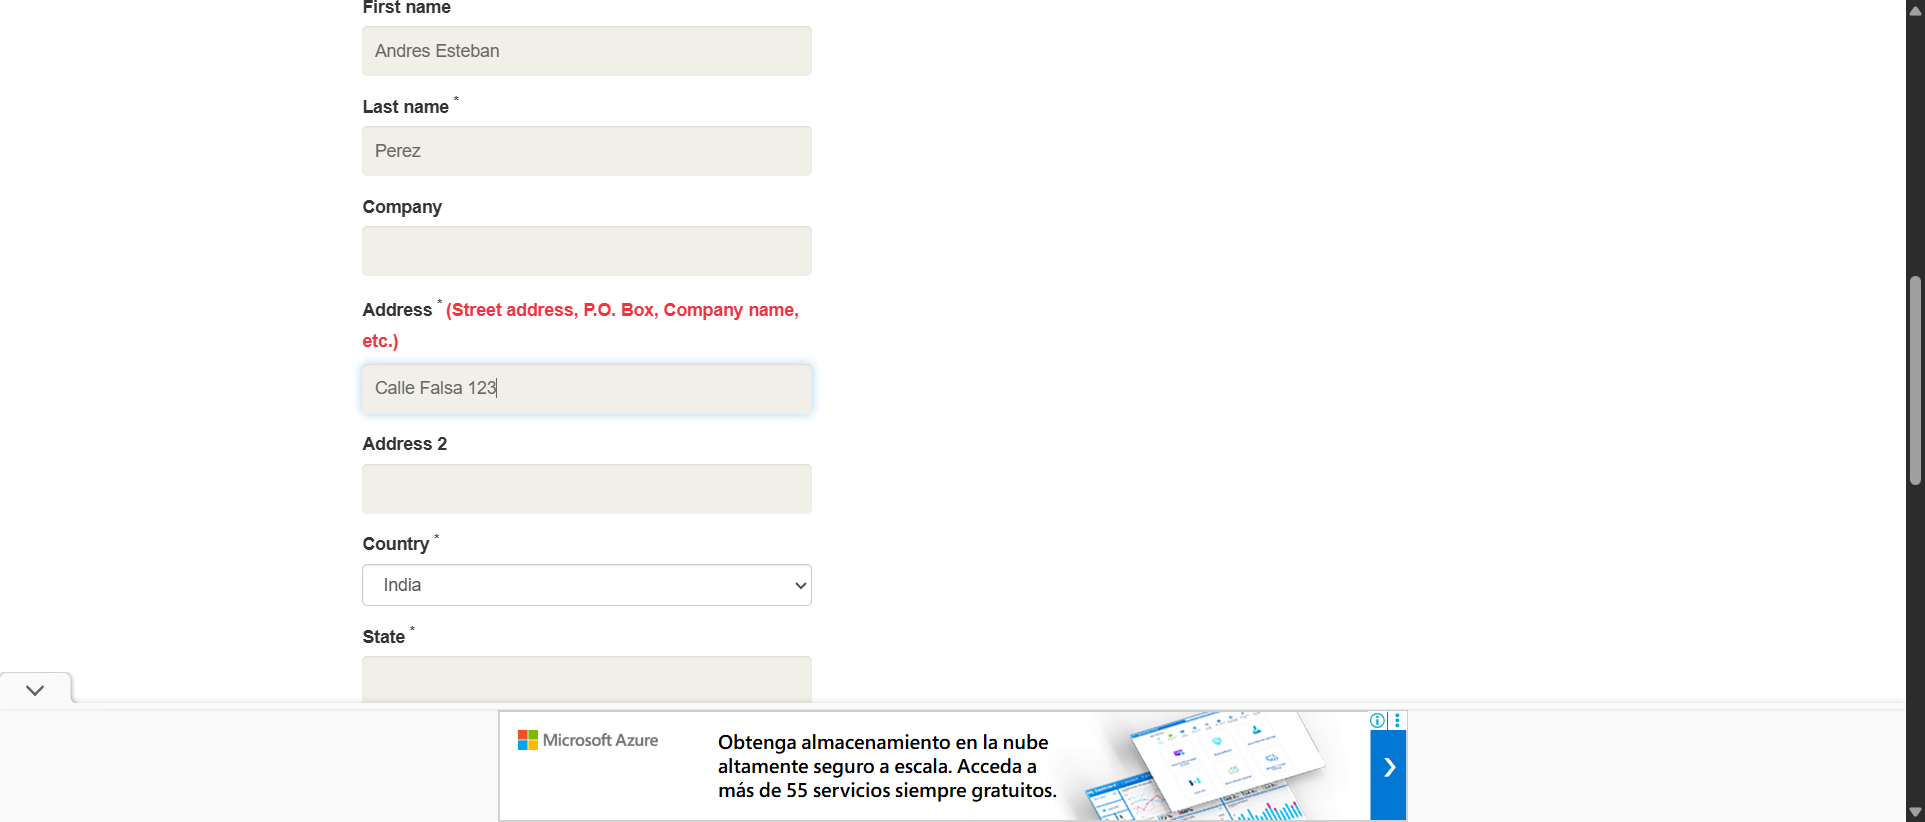 First name
Andres Esteban
Last name *
Perez
Company
Address * (Street address, P.O. Box, Company name,
etc.)
Calle Falsa 123
Address 2
Country *
India
State *
Microsoft Azure
Obtenga almacenamiento en la nube
altamente seguro a escala. Acceda a
más de 55 servicios siempre gratuitos.